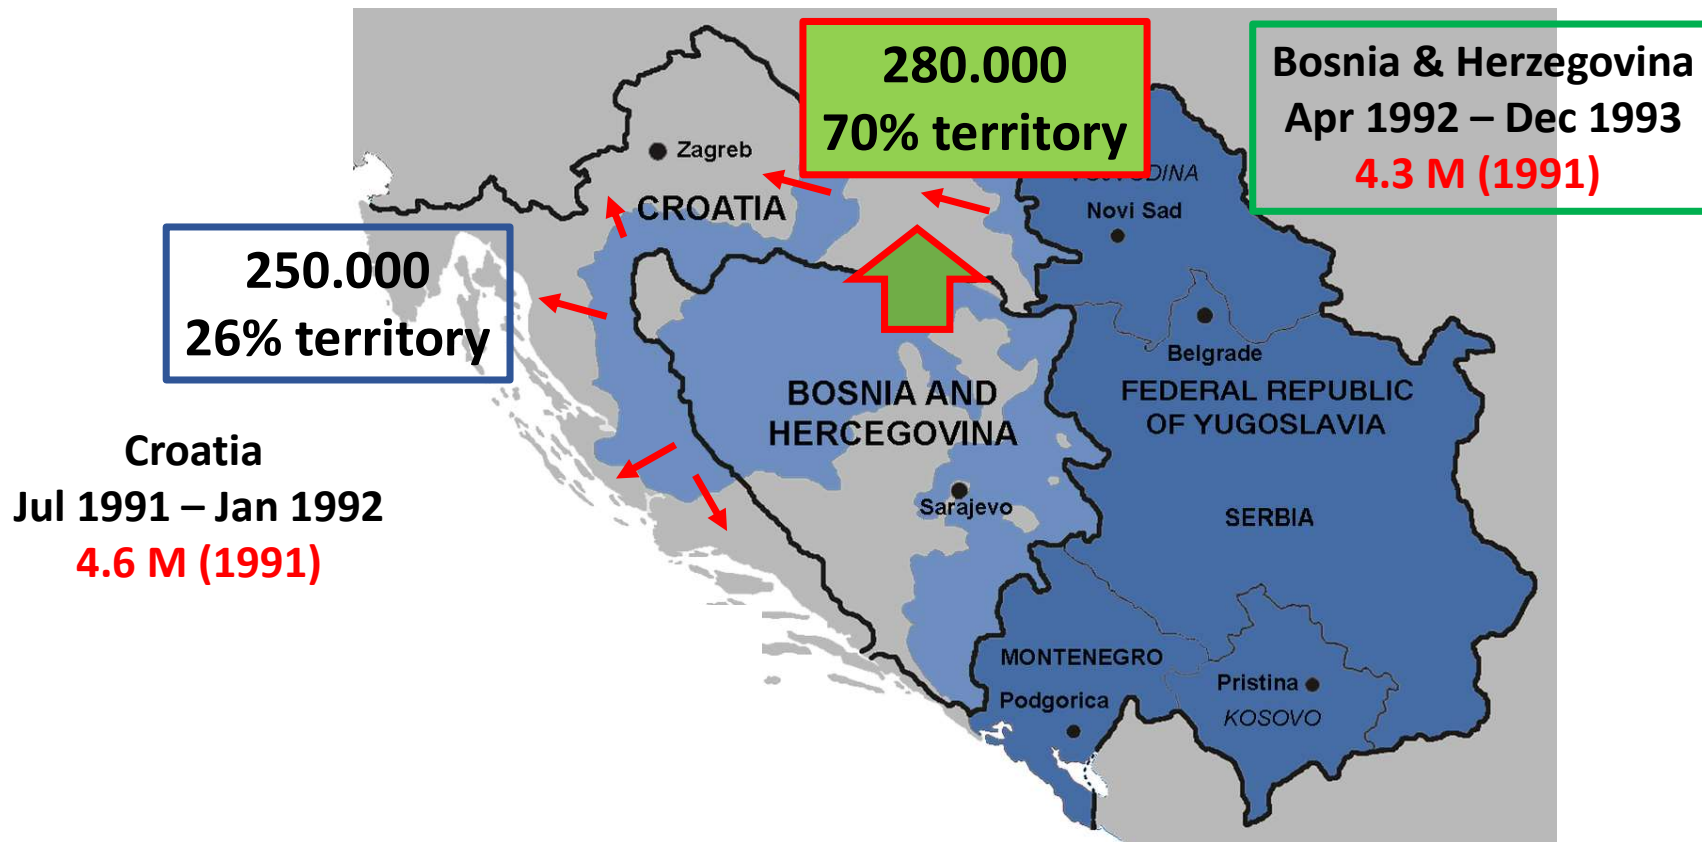 280.000
70% territory
Bosnia & Herzegovina
Apr 1992 – Dec 1993
4.3 M (1991)
Zagreb
CROATIA
Novi Sad
250.000
26% territory
Belgrade
BOSNIA AND
HERCEGOVINA
FEDERAL REPUBLIC
OF YUGOSLAVIA
Croatia
Jul 1991 – Jan 1992
4.6 M (1991)
Sarajevo
SERBIA
MONTENEGRO
Podgorica
Pristina
KOSOVO